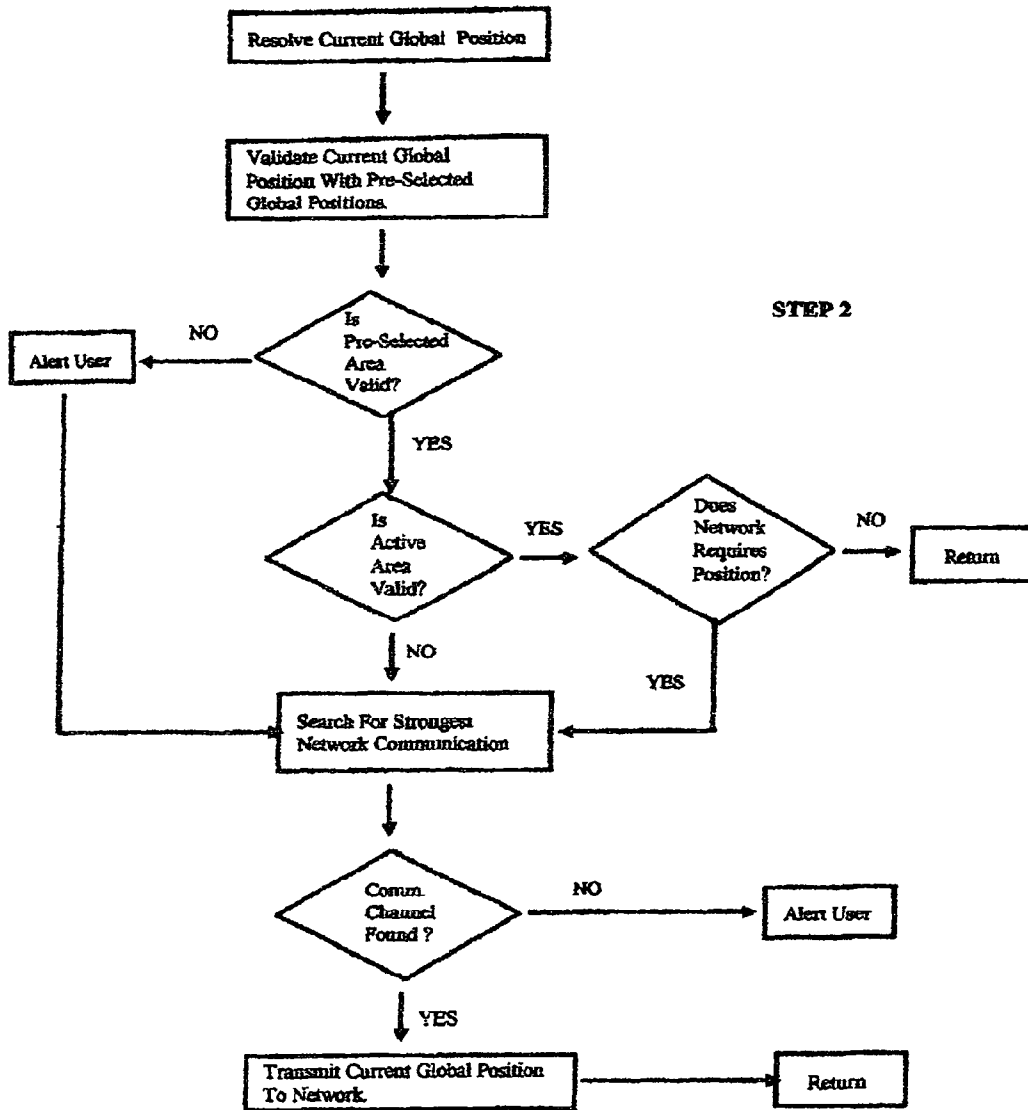 Resolve Current Global Position
Validate Current Global
Position With Pre-Selected
Global Positions.
STEP 2
Is
Pre-Selected
Area
Valid?
NO
Alert User
YES
Is
Active
Area
Valid?
YES
Does
Network
Requires
Position?
NO
Return
NO
YES
Search For Strongest
Network Communication
Comm.
Channel
Found ?
NO
Alert User
YES
Transmit Current Global Position
To Network.
Return